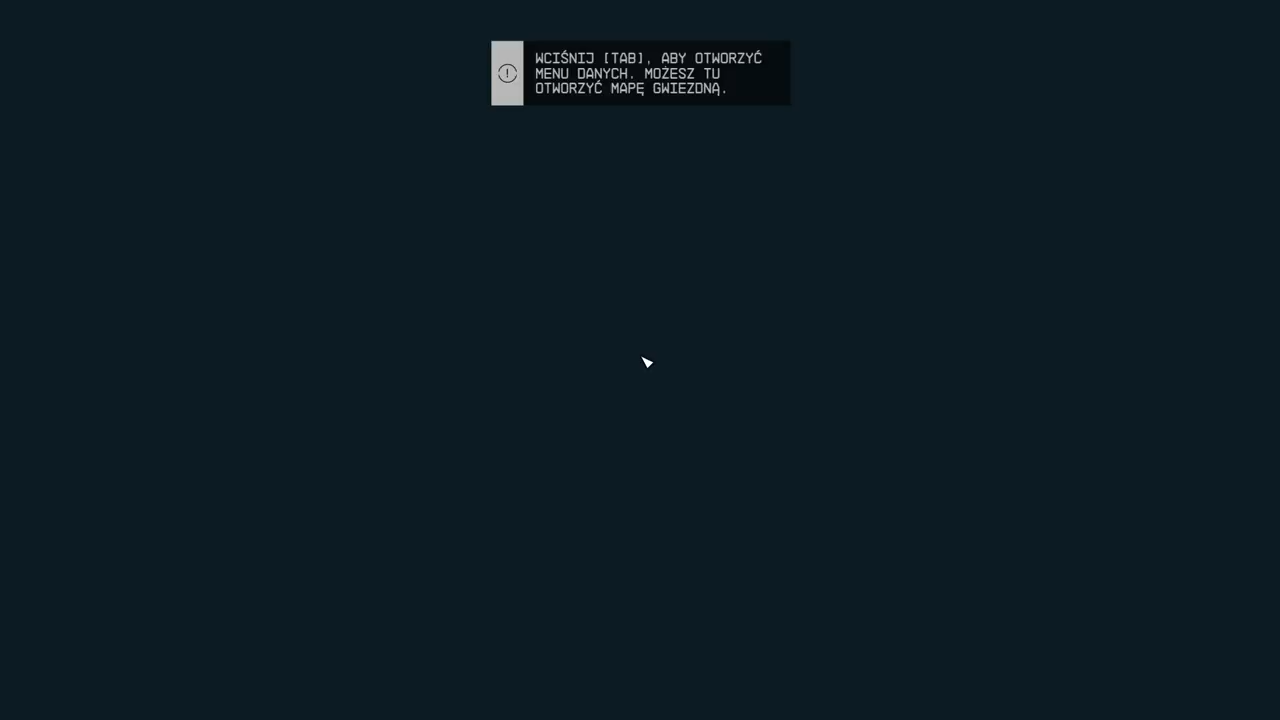 WCIŚNIJ [TAB], ABY OTWORZYĆ
MENU DANYCH. MOŻESZ TU
OTWORZYĆ MAPĘ GWIEZDNĄ.